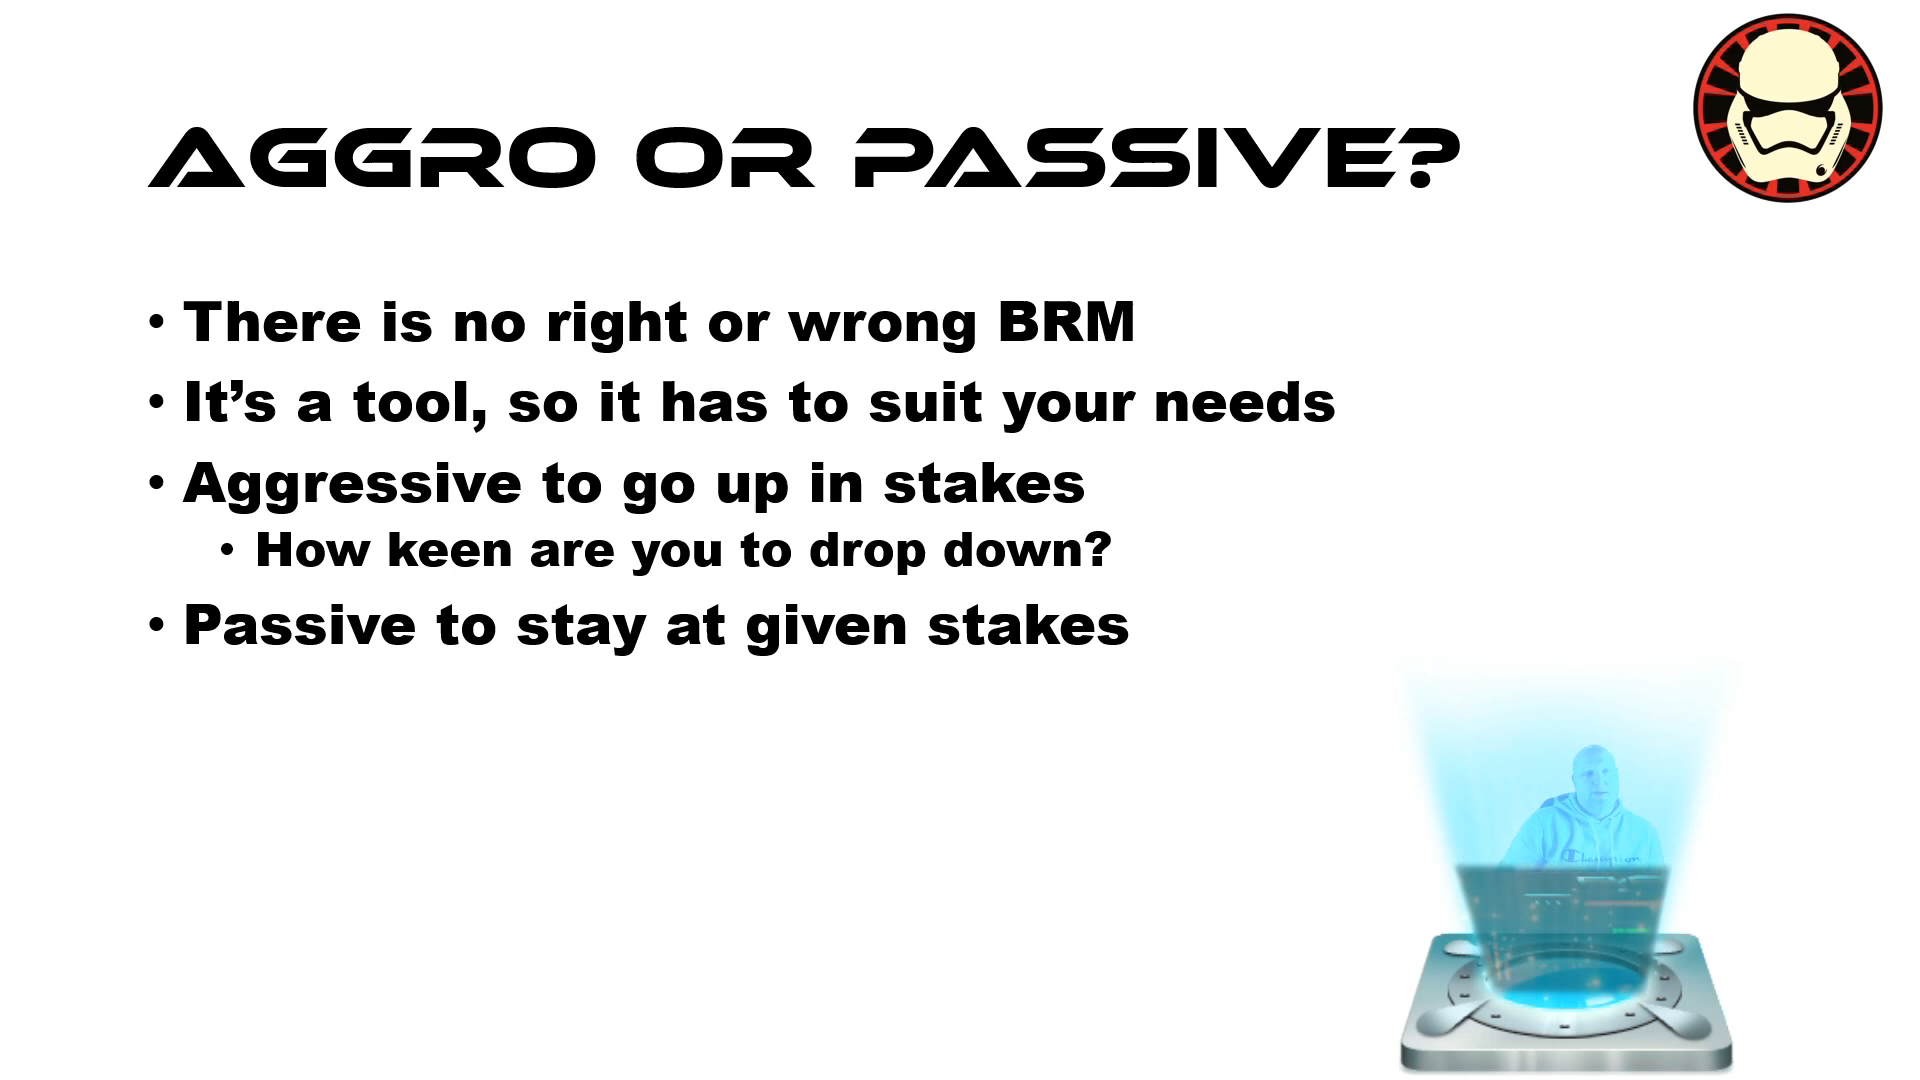 AGGRO OR PASSIVE?
• There is no right or wrong BRM
• It’s a tool, so it has to suit your needs
• Aggressive to go up in stakes
• How keen are you to drop down?
• Passive to stay at given stakes
Champion